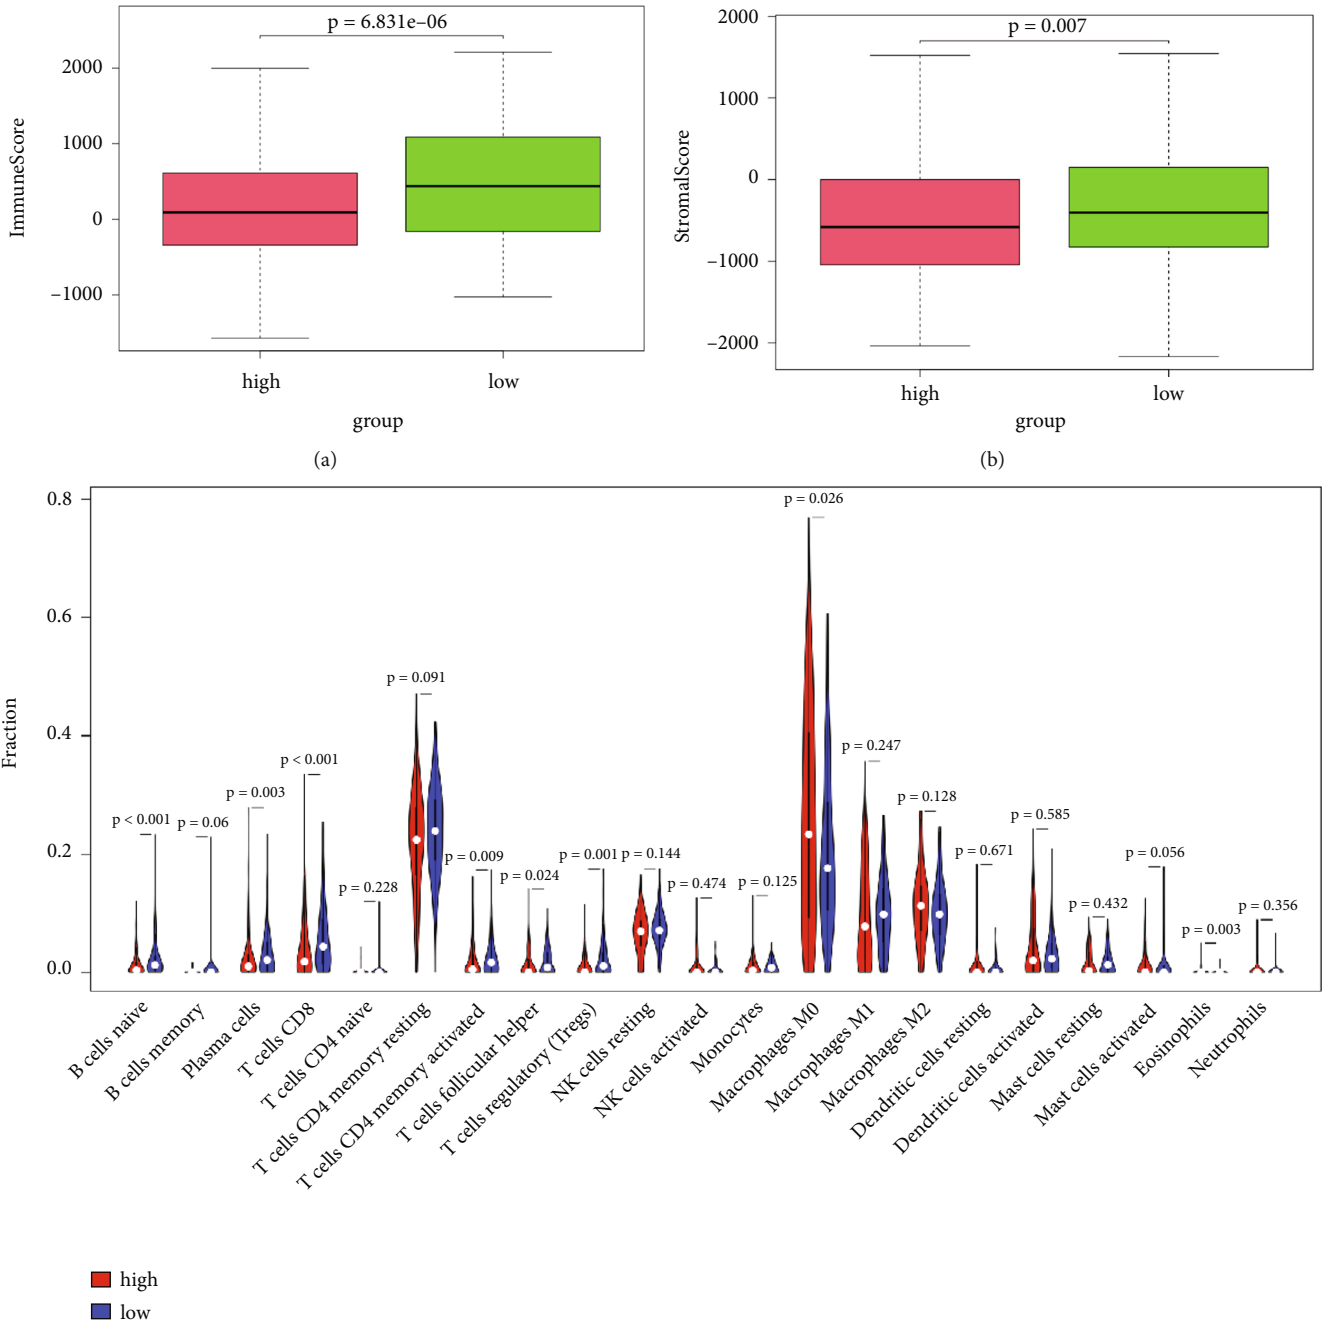 p = 6.831e–06
2000
1000
0
–1000
ImmuneScore
high
low
group
(a)
p = 0.007
2000
1000
0
–1000
–2000
StromalScore
high
low
group
(b)
0.8
0.6
0.4
0.2
0.0
Fraction
p < 0.001
p = 0.06
p = 0.003
p < 0.001
p = 0.228
p = 0.091
p = 0.009
p = 0.024
p = 0.001
p = 0.144
p = 0.474
p = 0.125
p = 0.026
p = 0.247
p = 0.128
p = 0.671
p = 0.585
p = 0.432
p = 0.056
p = 0.003
p = 0.356
B cells naive
B cells memory
Plasma cells
T cells CD8
T cells CD4 naive
T cells CD4 memory resting
T cells CD4 memory activated
T cells follicular helper
T cells regulatory (Tregs)
NK cells resting
NK cells activated
Monocytes
Macrophages M0
Macrophages M1
Macrophages M2
Dendritic cells resting
Dendritic cells activated
Mast cells resting
Mast cells activated
Eosinophils
Neutrophils
high
low